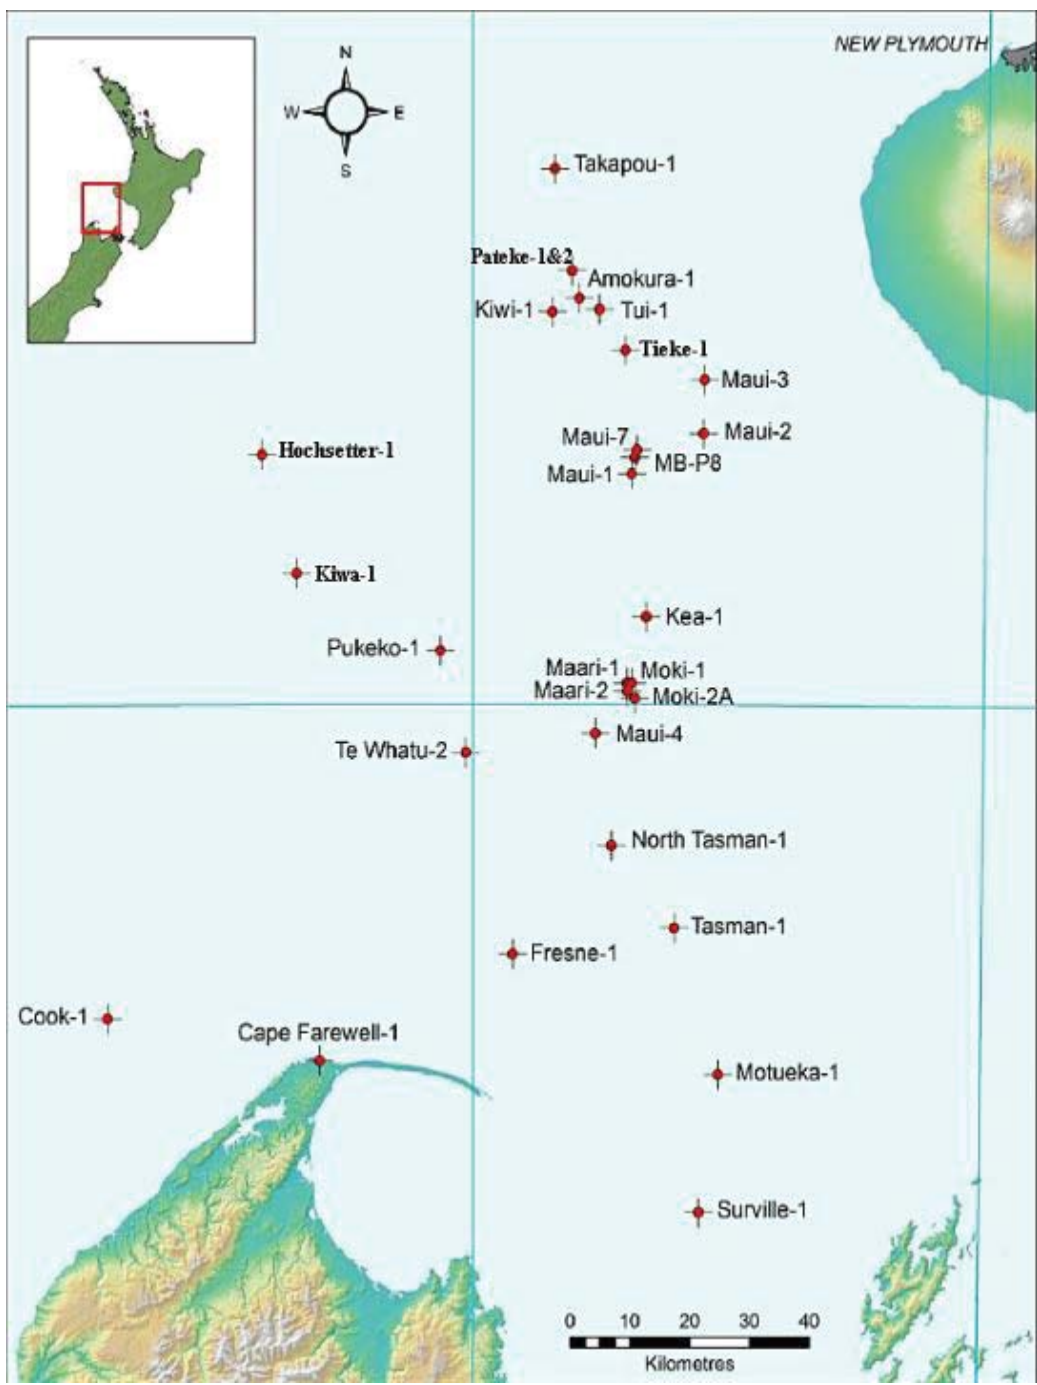 NEW PLYMOUTH
N
W
E
S
Takapou-1
Pateke-1&2
Amokura-1
Kiwi-1
Tui-1
Tieke-1
Maui-3
Maui-7
Maui-2
Hochsetter-1
MB-P8
Maui-1
Kiwa-1
Kea-1
Pukeko-1
Maari-1
Moki-1
Maari-2
Moki-2A
Maui-4
Te Whatu-2
North Tasman-1
Tasman-1
Fresne-1
Cook-1
Cape Farewell-1
Motueka-1
Surville-1
0 10 20 40
Kilometres